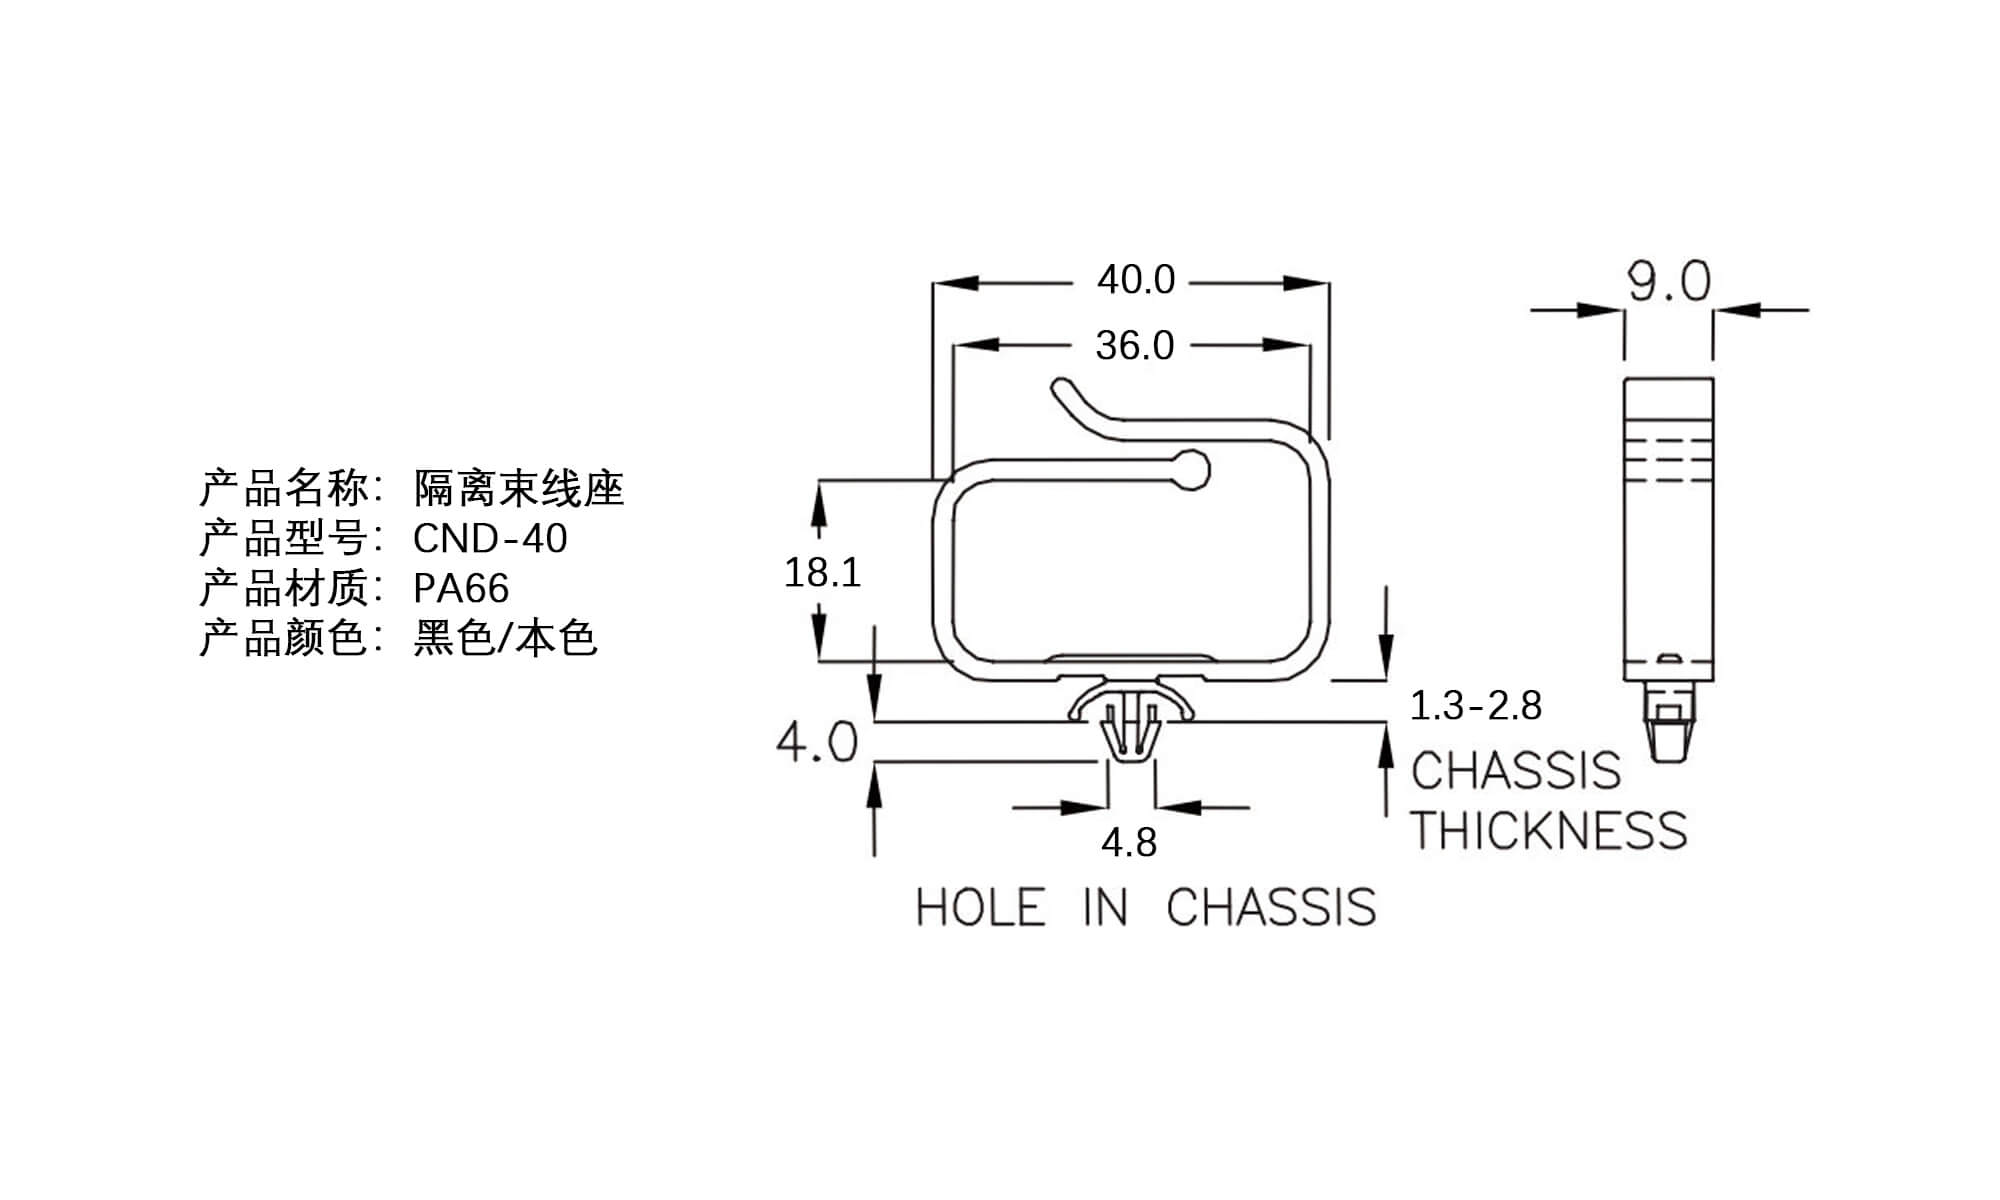 产品名称： 隔离束线座
产品型号： CND-40
产品材质： PA66
产品颜色： 黑色/本色
40.0
36.0
9.0
18.1
4.0
1.3-2.8
CHASSIS
THICKNESS
4.8
HOLE IN CHASSIS